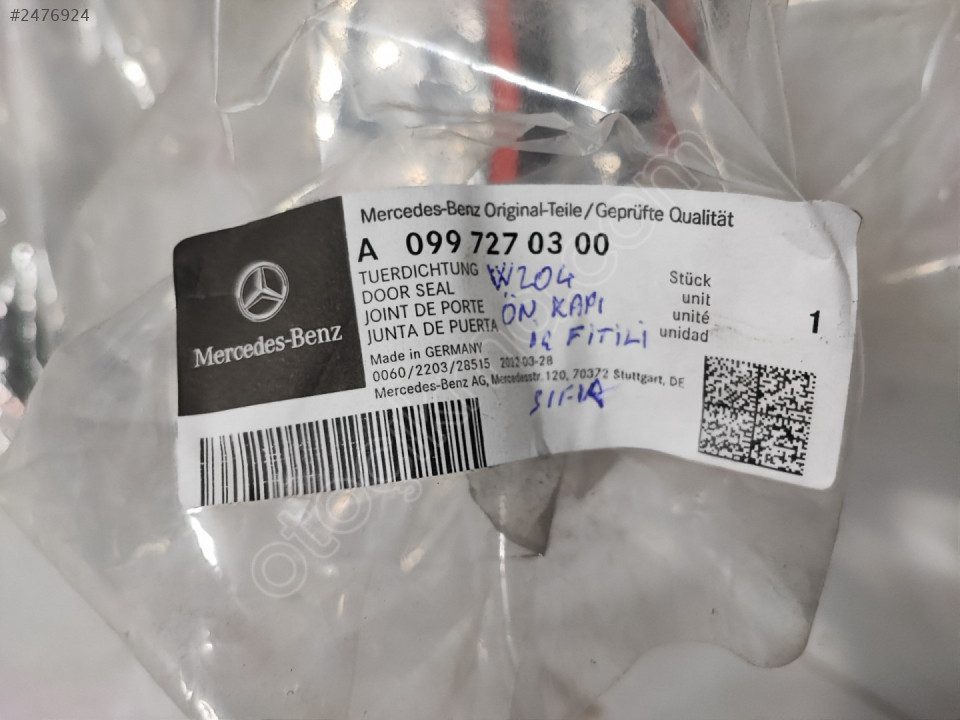 #2476924
Mercedes-Benz Original-Teile/Geprüfte Qualität
A 099 727 03 00
TUERDICHTUNG
DOOR SEAL
JOINT DE PORTE
JUNTA DE PUERTA
W204
ÖN KAPI
İÇ FİTİLİ
SIFIR
Stück
unit
unité
unidad
1
Made in GERMANY
0060/2203/28515 2022-03-28
Mercedes-Benz AG, Mercedesstr. 120, 70372 Stuttgart, DE
Mercedes-Benz